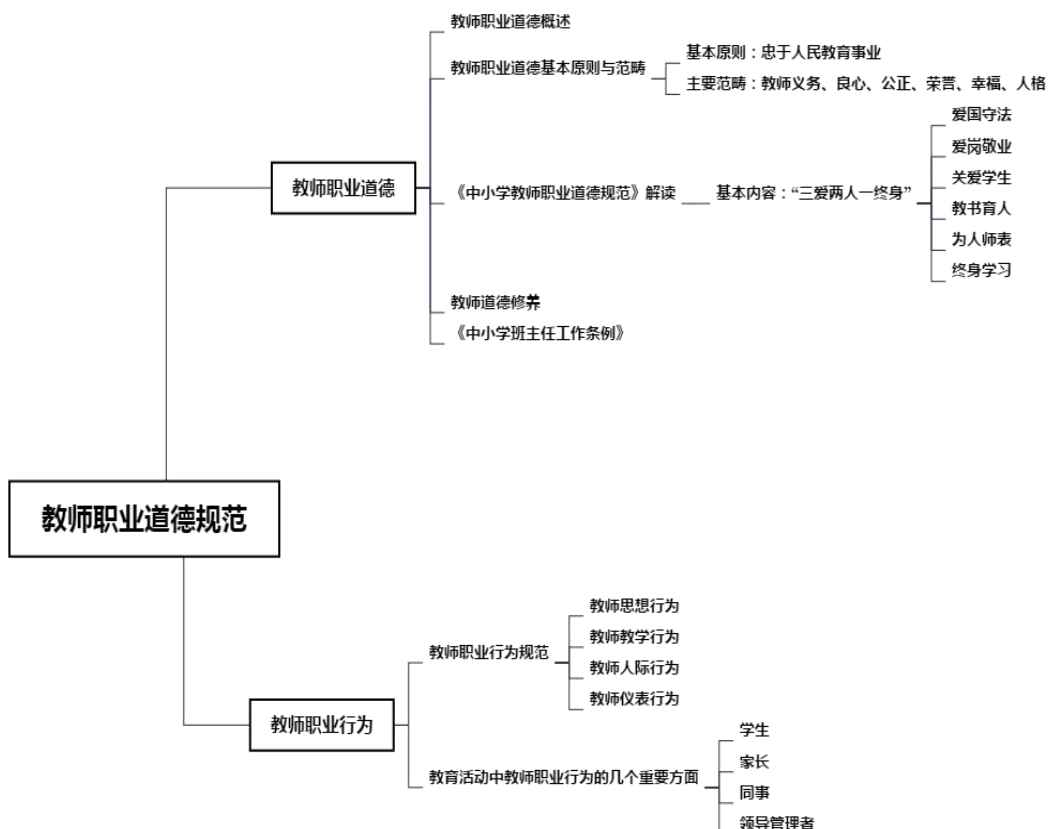 教师职业道德概述
基本原则：忠于人民教育事业
教师职业道德基本原则与范畴
主要范畴：教师义务、良心、公正、荣誉、幸福、人格
爱国守法
爱岗敬业
关爱学生
教师职业道德
《中小学教师职业道德规范》解读
基本内容：“三爱两人一终身”
教书育人
为人师表
终身学习
教师道德修养
《中小学班主任工作条例》
教师职业道德规范
教师思想行为
教师职业行为规范
教师教学行为
教师人际行为
教师仪表行为
教师职业行为
学生
家长
教育活动中教师职业行为的几个重要方面
同事
领导管理者